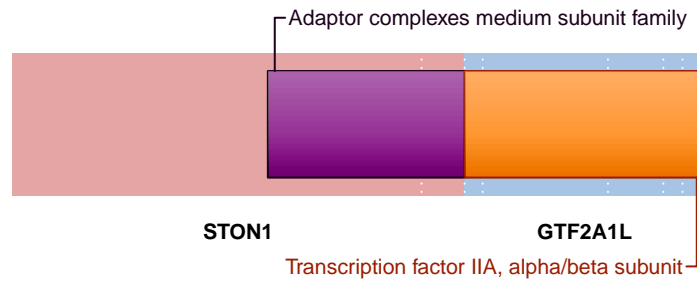 Adaptor complexes medium subunit family
STON1 GTF2A1L
Transcription factor IIA, alpha/beta subunit